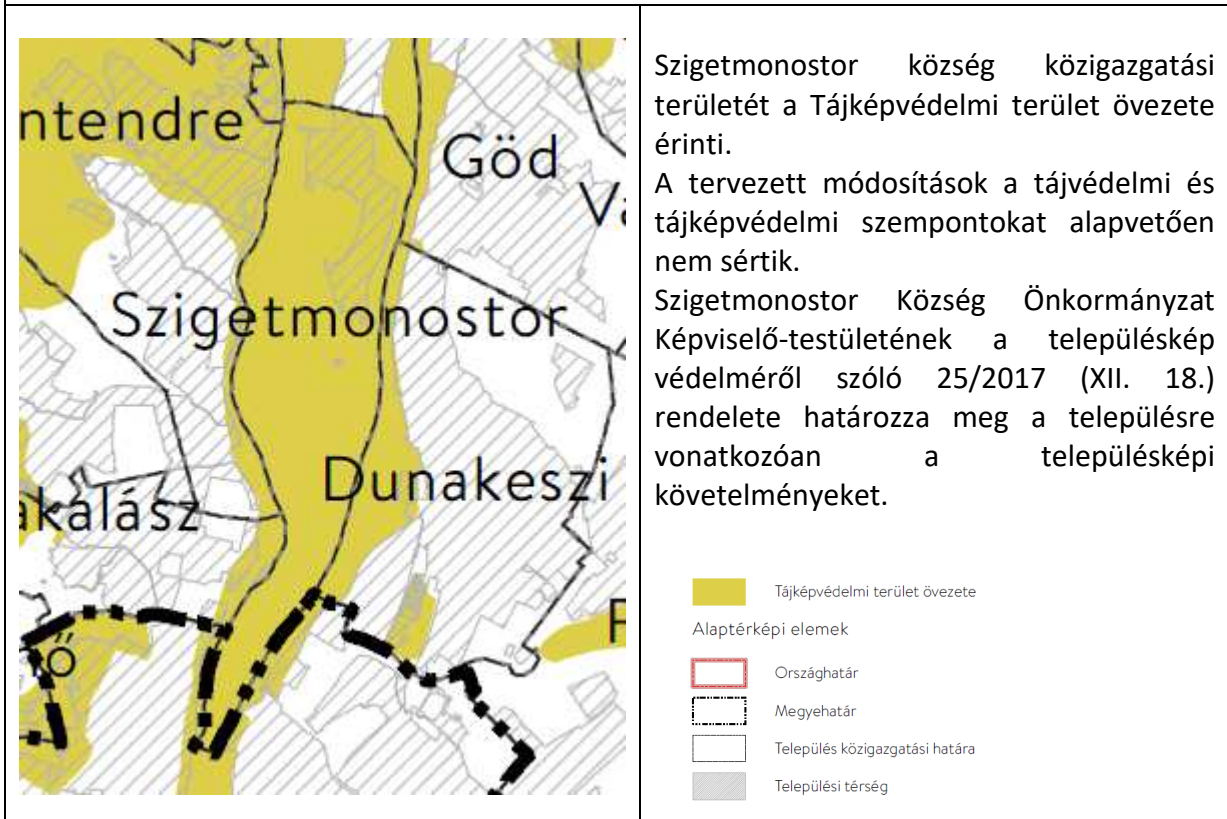 ntendre
Göd
Szigetmonostor
Dunakeszi
akalász
Szigetmonostor község közigazgatási
területét a Tájképvédelmi terület övezete
érinti.
A tervezett módosítások a tájvédelmi és
tájképvédelmi szempontokat alapvetően
nem sértik.
Szigetmonostor Község Önkormányzat
Képviselő-testületének a településkép
védelméről szóló 25/2017 (XII. 18.)
rendelete határozza meg a településre
vonatkozóan a településképi
követelményeket.
Tájképvédelmi terület övezete
Alaptérképi elemek
Országhatár
Megyehatár
Település közigazgatási határa
Települési térség